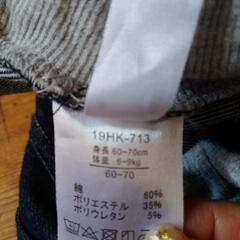 19HK-713
身長 60~70cm
体重 6~9kg
60-70
綿 60%
ポリエステル 35%
ポリウレタン 5%